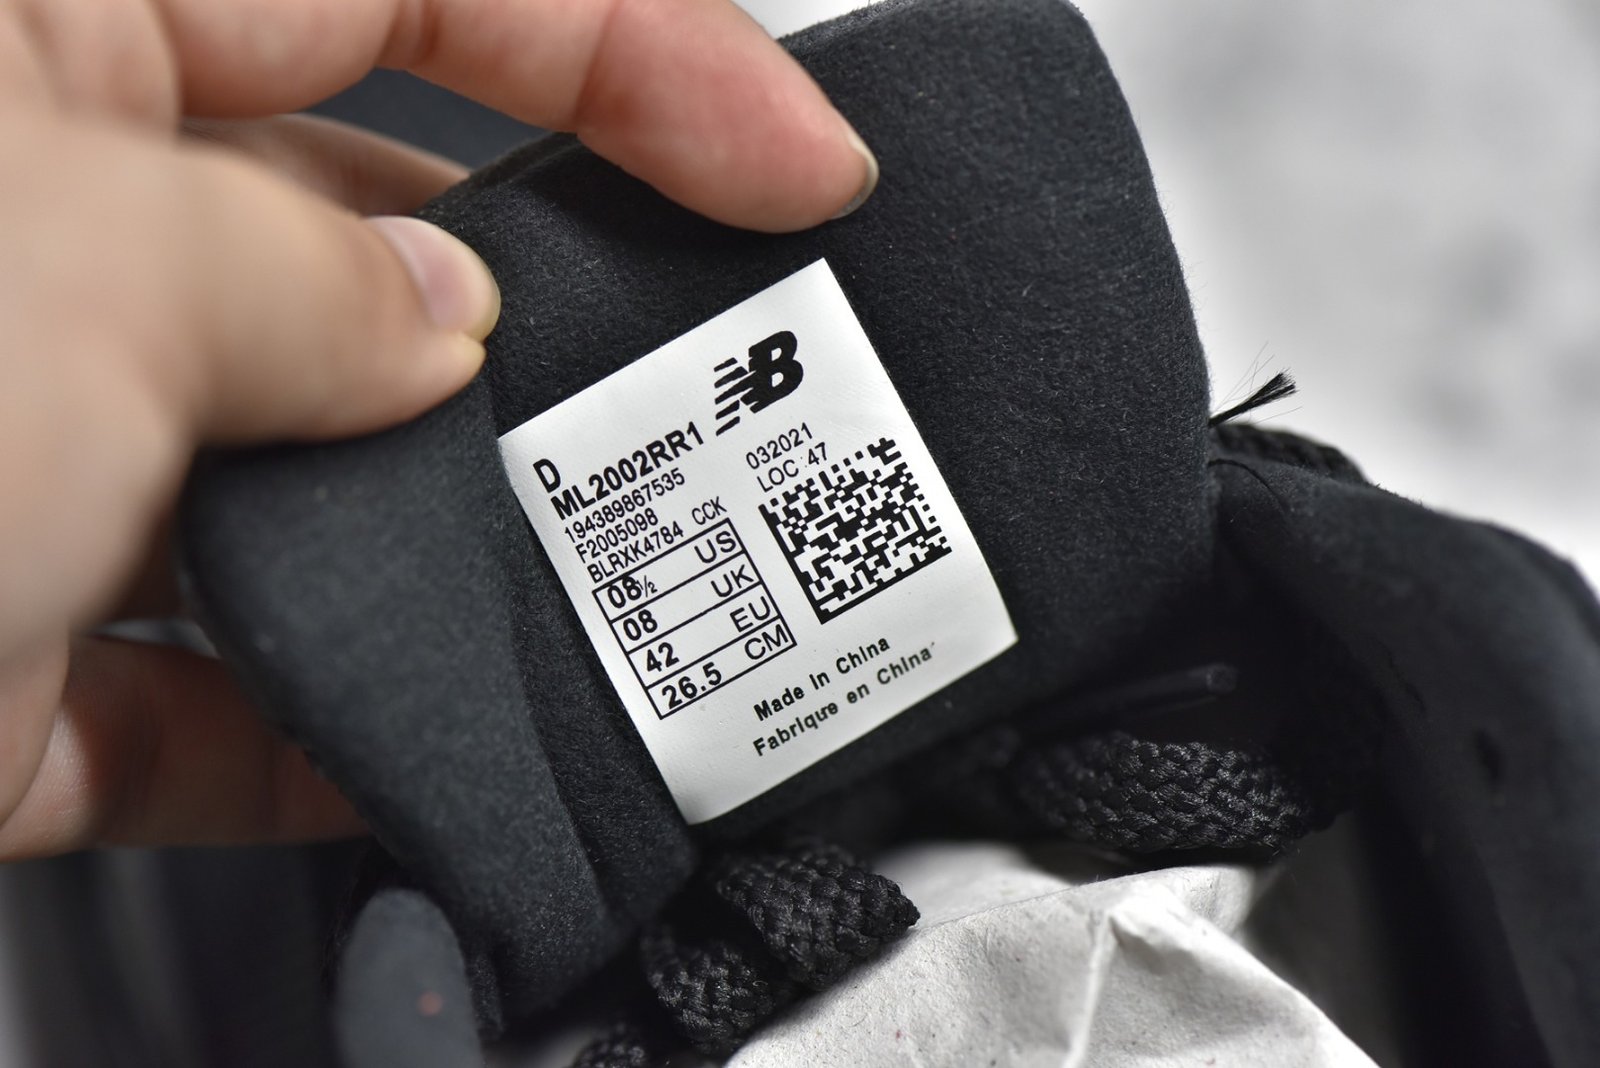 NB
D
ML2002RR1
194389867535
F2005098
BLRXK4784 CCK
08½ US
08 UK
42 EU
26.5 CM
032021
LOC:47
Made In China
Fabrique en China